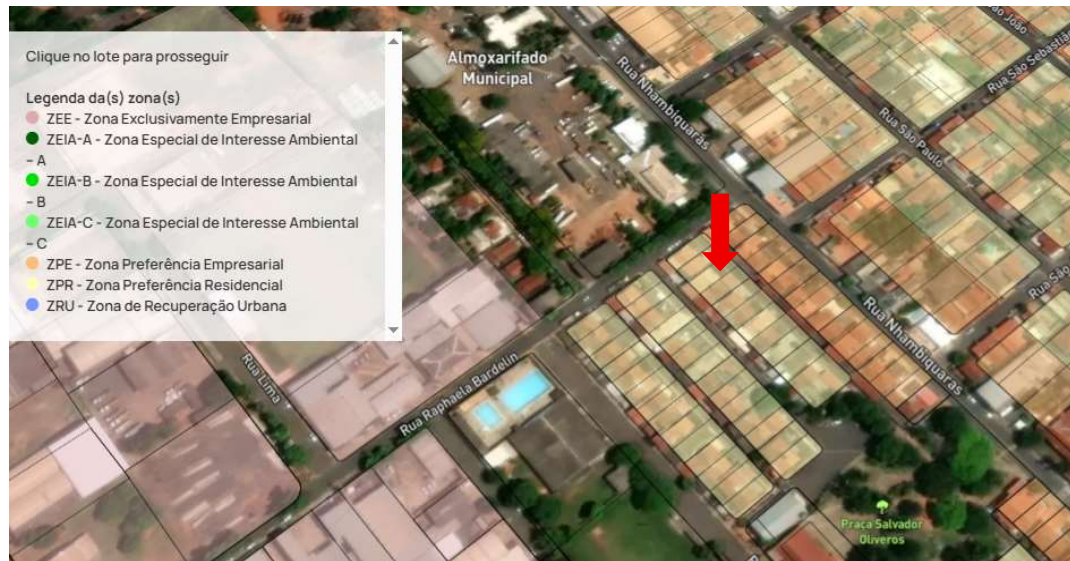 Clique no lote para prosseguir
Legenda da(s) zona(s)
ZEE - Zona Exclusivamente Empresarial
ZEIA-A - Zona Especial de Interesse Ambiental
- A
ZEIA-B - Zona Especial de Interesse Ambiental
- B
ZEIA-C - Zona Especial de Interesse Ambiental
- C
ZPE - Zona Preferência Empresarial
ZPR - Zona Preferência Residencial
ZRU - Zona de Recuperação Urbana
Almoxarifado
Municipal
Rua Nhambiquaras
João
Rua São Sebastião
Rua São Paulo
Rua São
Rua Nhambiquaras
Rua Lima
Rua Raphaela Bardelin
Praça Salvador
Oliveros